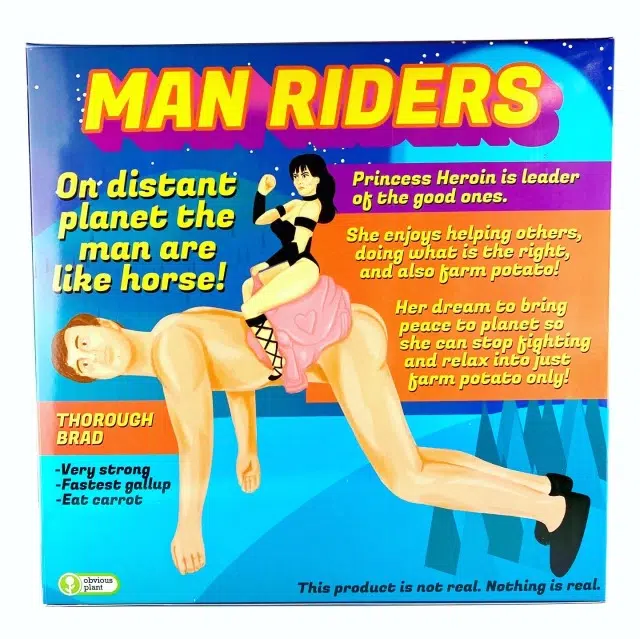 MAN RIDERS
On distant
planet the
man are
like horse!
Princess Heroin is leader
of the good ones.
She enjoys helping others,
doing what is the right,
and also farm potato!
Her dream to bring
peace to planet so
she can stop fighting
and relax into just
farm potato only!
THOROUGH
BRAD
-Very strong
-Fastest gallup
-Eat carrot
obvious
plant
This product is not real. Nothing is real.